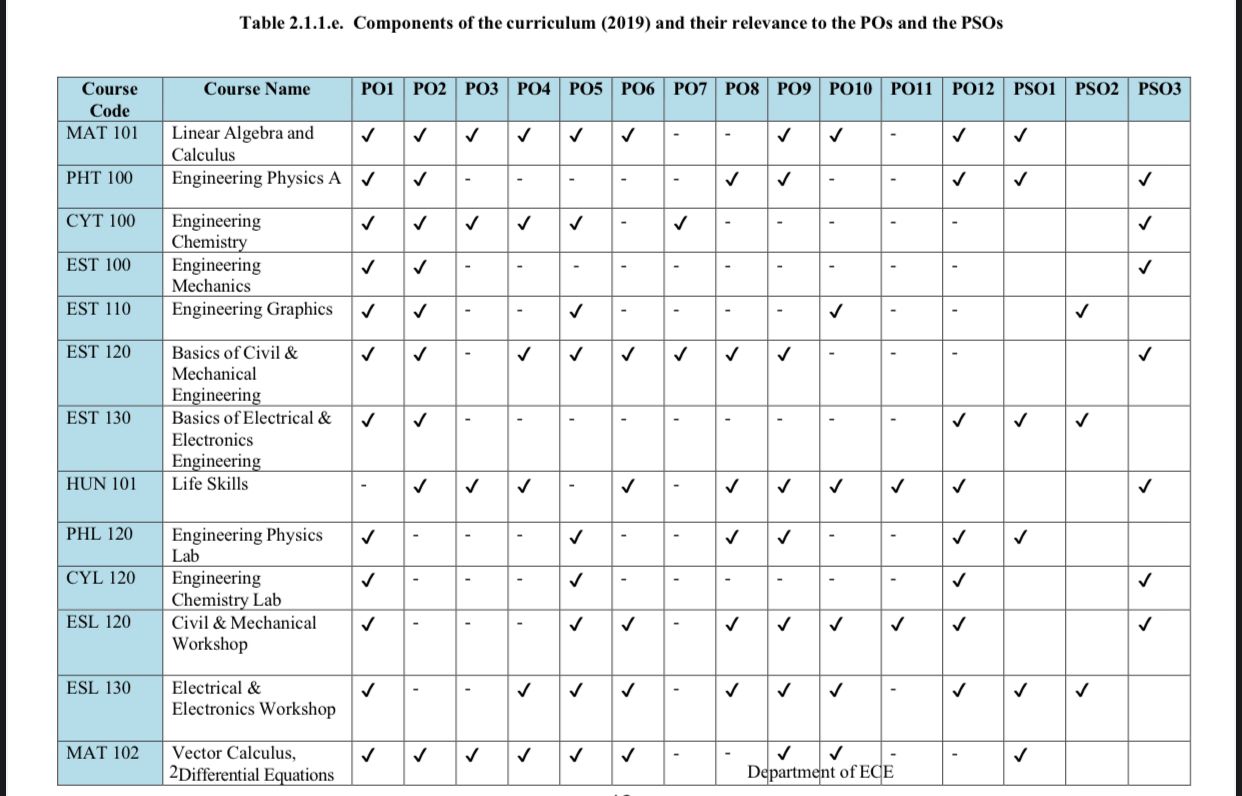 Table 2.1.1.e. Components of the curriculum (2019) and their relevance to the POs and the PSOs
Course Code Course Name PO1 PO2 PO3 PO4 PO5 PO6 PO7 PO8 PO9 PO10 PO11 PO12 PSO1 PSO2 PSO3
MAT 101 Linear Algebra and Calculus ✓ ✓ ✓ ✓ ✓ ✓ - - ✓ ✓ - ✓ ✓
PHT 100 Engineering Physics A ✓ ✓ - - - - - ✓ ✓ - - ✓ ✓ ✓
CYT 100 Engineering Chemistry ✓ ✓ ✓ ✓ ✓ - ✓ - - - - - ✓
EST 100 Engineering Mechanics ✓ ✓ - - - - - - - - - - ✓
EST 110 Engineering Graphics ✓ ✓ - - ✓ - - - - ✓ - - ✓
EST 120 Basics of Civil & Mechanical Engineering ✓ ✓ - ✓ ✓ ✓ ✓ ✓ ✓ - - - ✓
EST 130 Basics of Electrical & Electronics Engineering ✓ ✓ - - - - - - - - - ✓ ✓ ✓
HUN 101 Life Skills - ✓ ✓ ✓ - ✓ - ✓ ✓ ✓ ✓ ✓ ✓
PHL 120 Engineering Physics Lab ✓ - - - ✓ - - ✓ ✓ - - ✓ ✓
CYL 120 Engineering Chemistry Lab ✓ - - - ✓ - - - - - - ✓ ✓
ESL 120 Civil & Mechanical Workshop ✓ - - - ✓ ✓ - ✓ ✓ ✓ ✓ ✓ ✓
ESL 130 Electrical & Electronics Workshop ✓ - - ✓ ✓ ✓ - ✓ ✓ ✓ - ✓ ✓ ✓
MAT 102 Vector Calculus, ✓ ✓ ✓ ✓ ✓ ✓ - - ✓ ✓ - - ✓
2Differential Equations Department of ECE